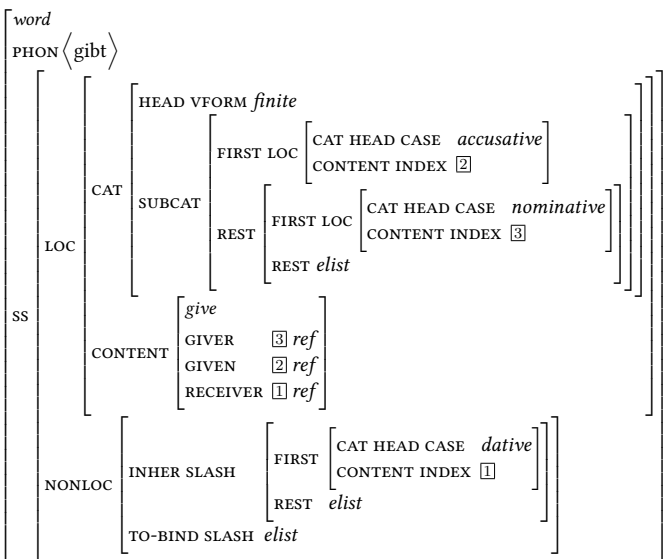 word
PHON ⟨gibt⟩
HEAD VFORM finite
FIRST LOC CAT HEAD CASE accusative
CONTENT INDEX 2
CAT SUBCAT
REST FIRST LOC CAT HEAD CASE nominative
CONTENT INDEX 3
REST elist
LOC
give
GIVER 3 ref
CONTENT GIVEN 2 ref
RECEIVER 1 ref
SS
NONLOC INHER SLASH FIRST CAT HEAD CASE dative
CONTENT INDEX 1
REST elist
TO-BIND SLASH elist